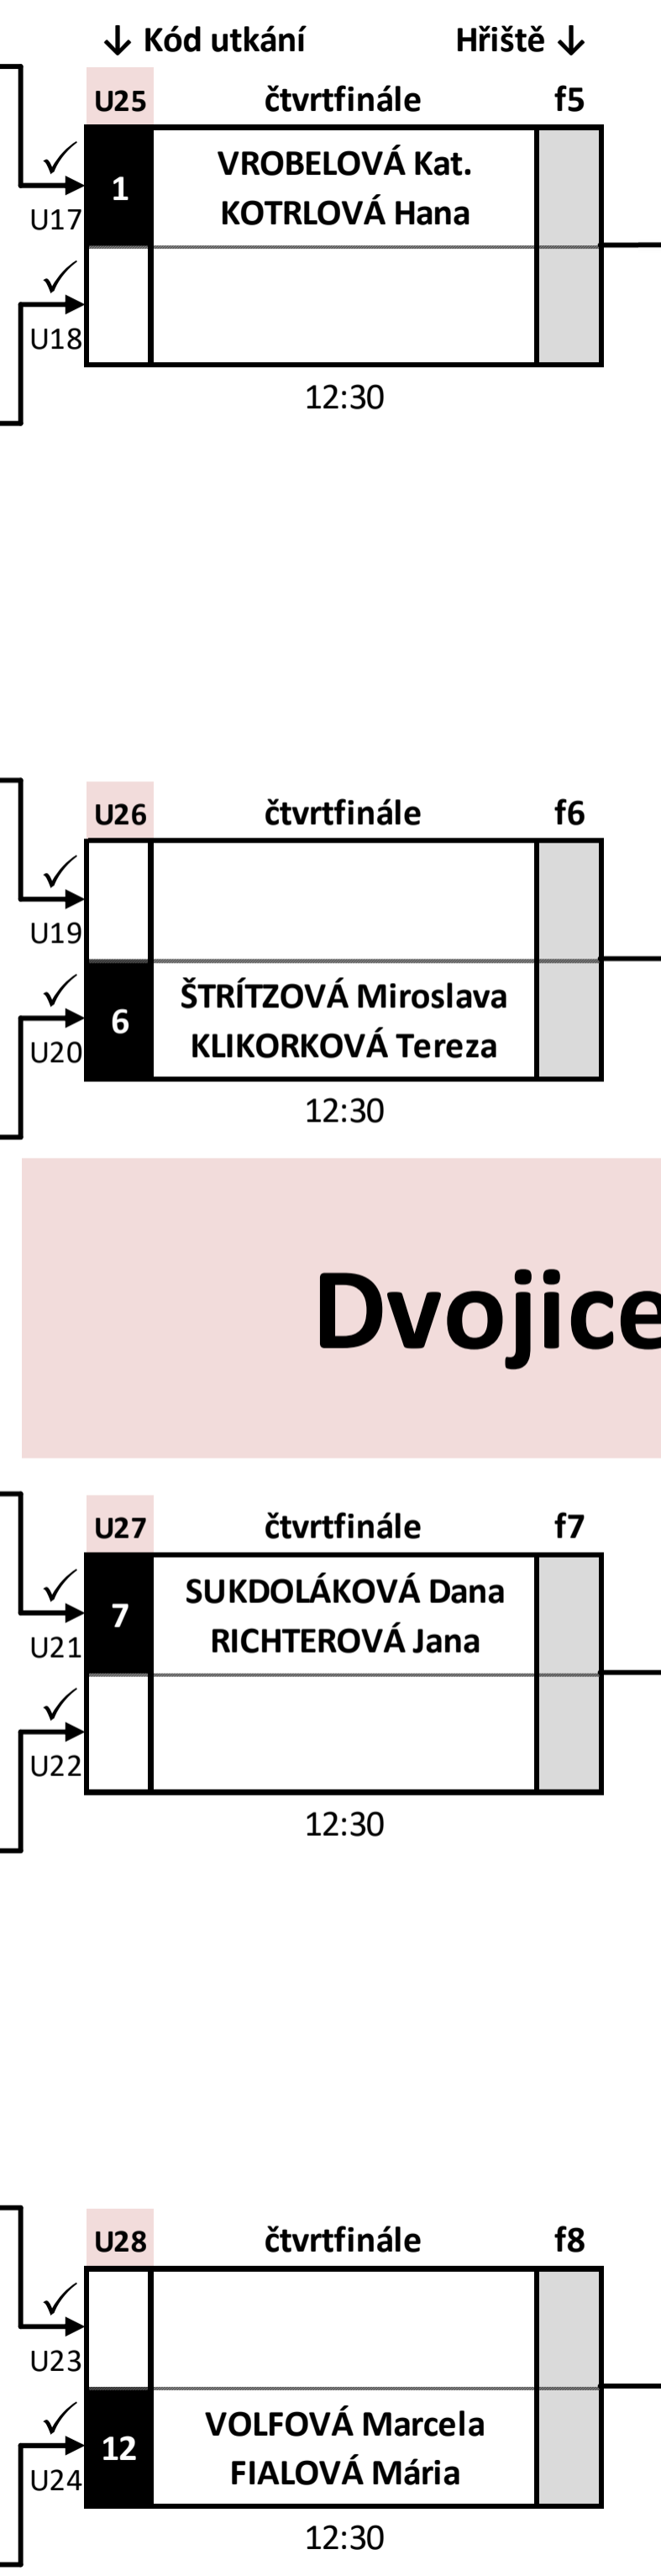 ↓ Kód utkání Hřiště ↓
U25 čtvrtfinále f5
✓
U17
1
VROBELOVÁ Kat.
KOTRLOVÁ Hana
✓
U18
12:30
U26 čtvrtfinále f6
✓
U19
✓
U20
6
ŠTRÍTZOVÁ Miroslava
KLIKORKOVÁ Tereza
12:30
Dvojice
U27 čtvrtfinále f7
✓
U21
7
SUKDOLÁKOVÁ Dana
RICHTEROVÁ Jana
✓
U22
12:30
U28 čtvrtfinále f8
✓
U23
✓
U24
12
VOLFOVÁ Marcela
FIALOVÁ Mária
12:30